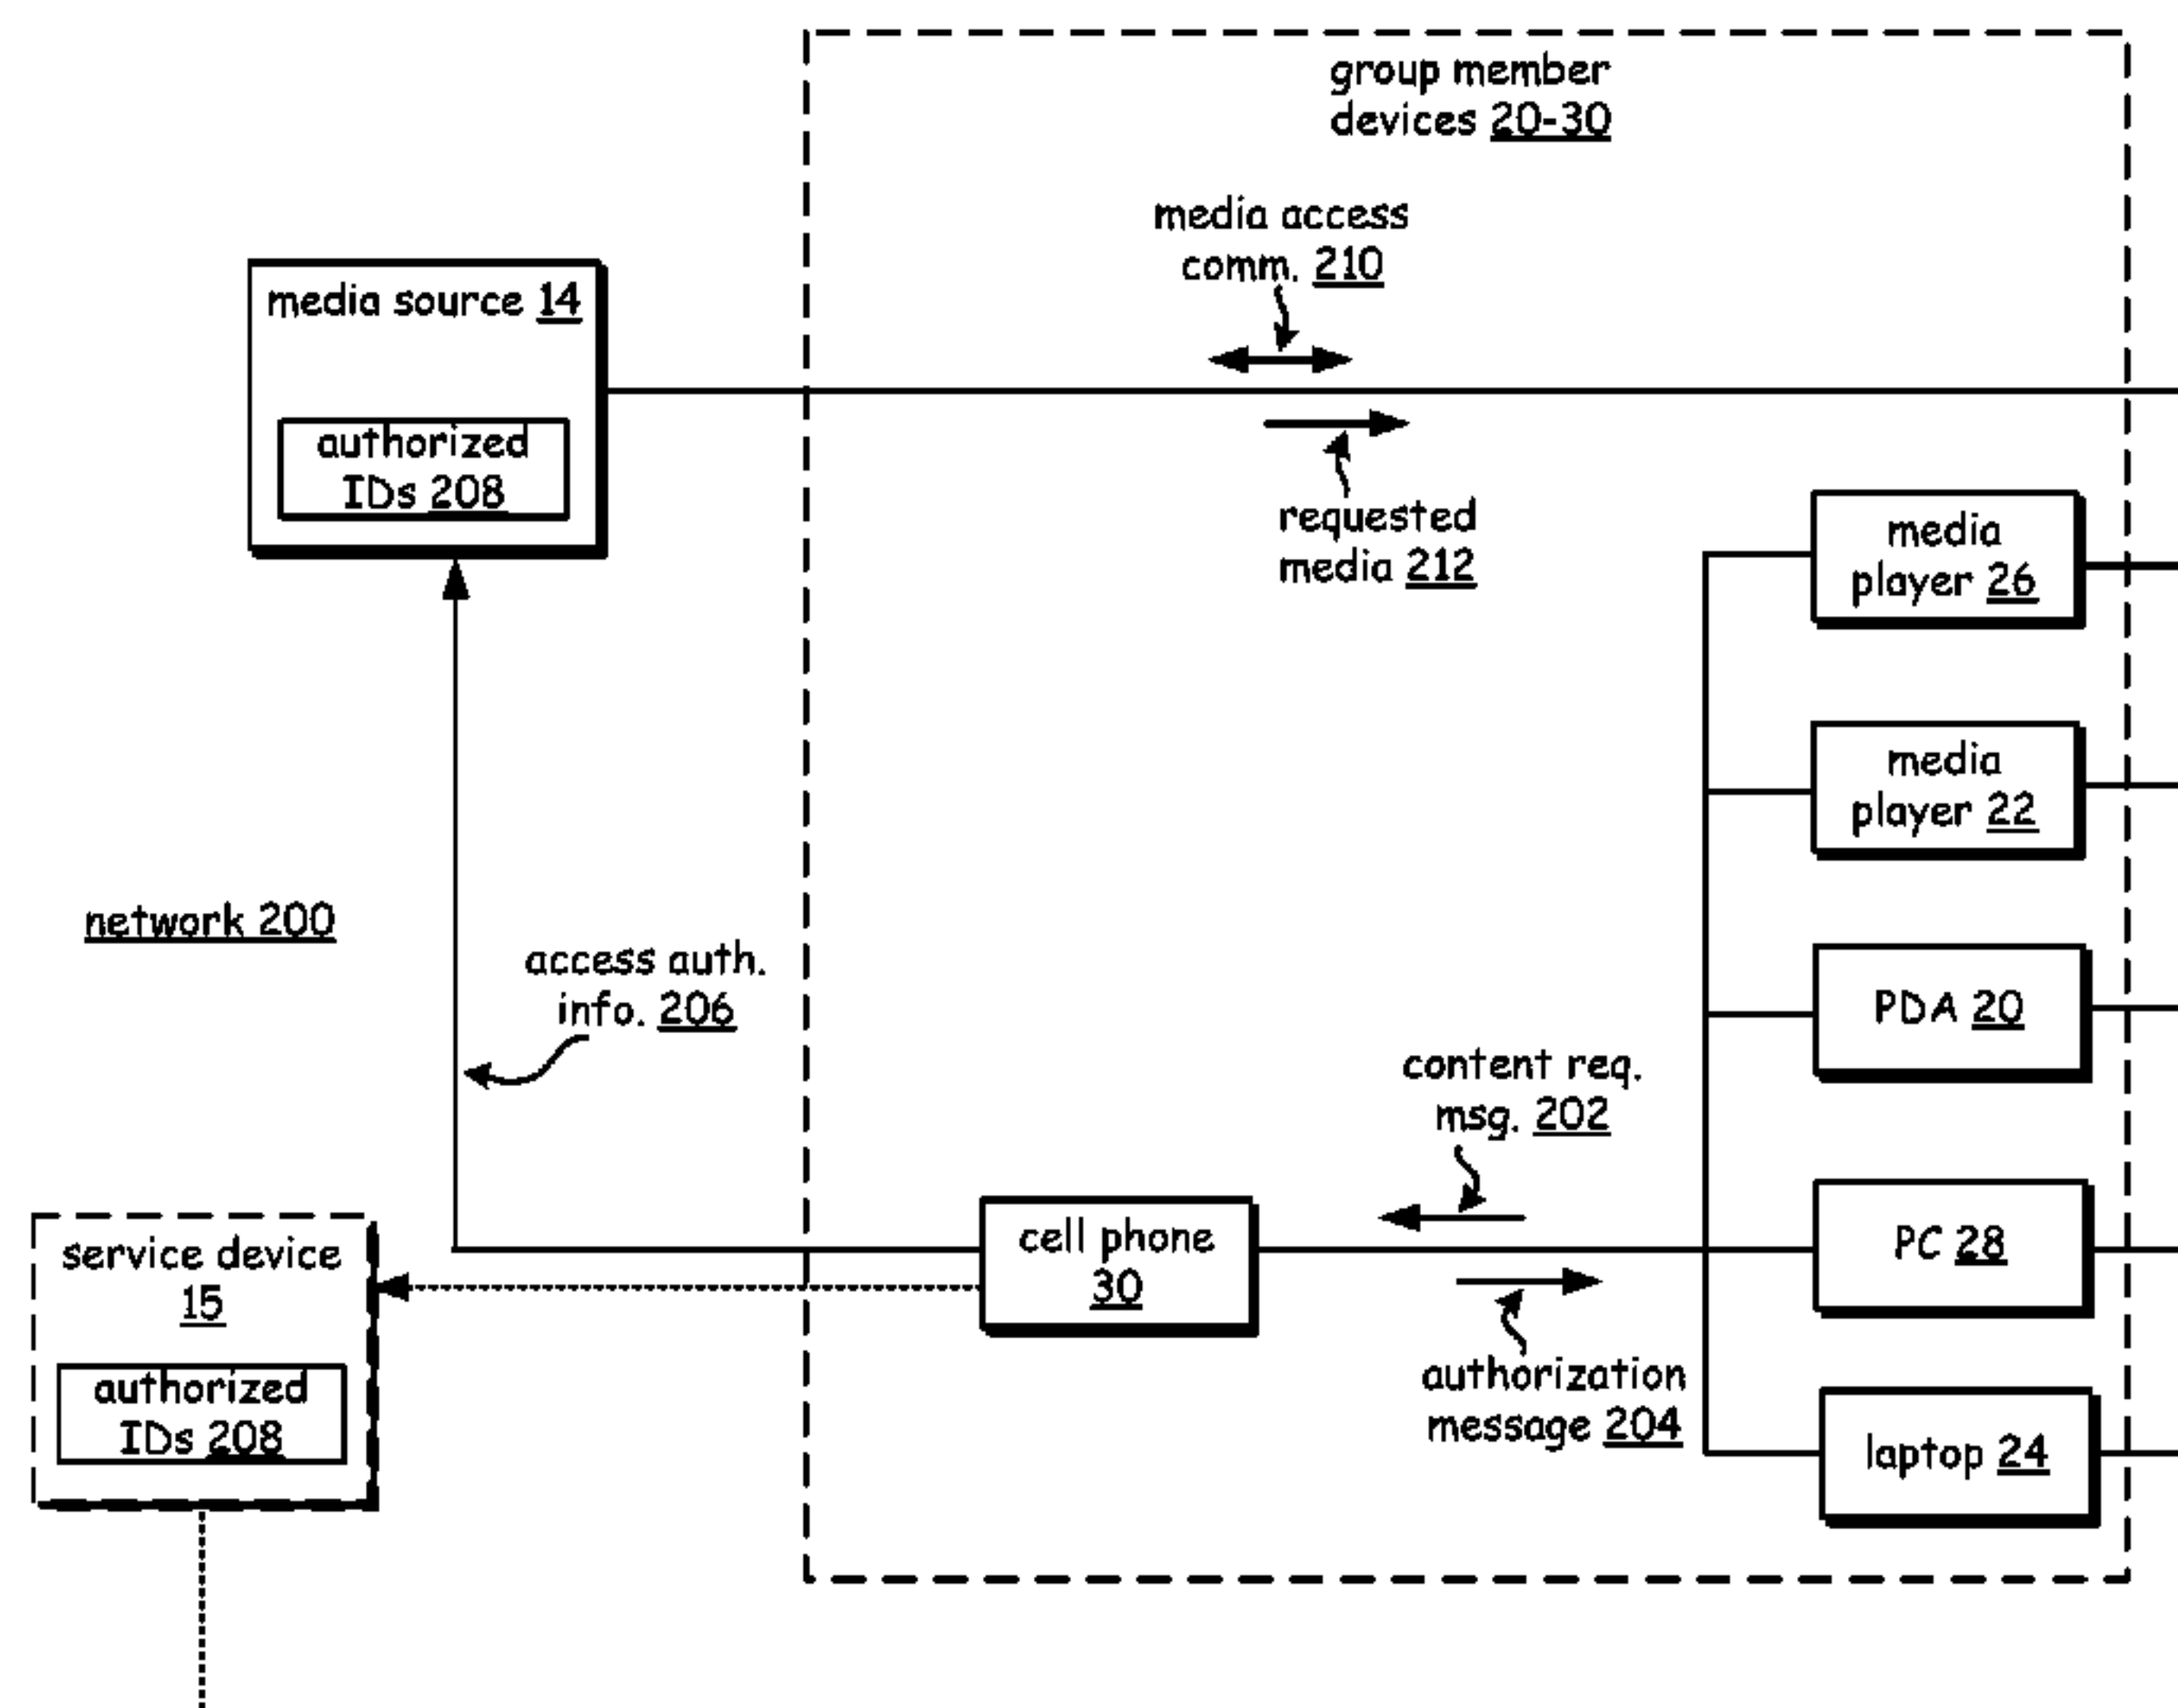 group member
devices 20-30
media access
comm. 210
media source 14
authorized
IDs 208
requested
media 212
media
player 26
media
player 22
network 200
access auth.
info. 206
PDA 20
content req.
msg. 202
cell phone
30
PC 28
service device
15
authorized
IDs 208
authorization
message 204
laptop 24